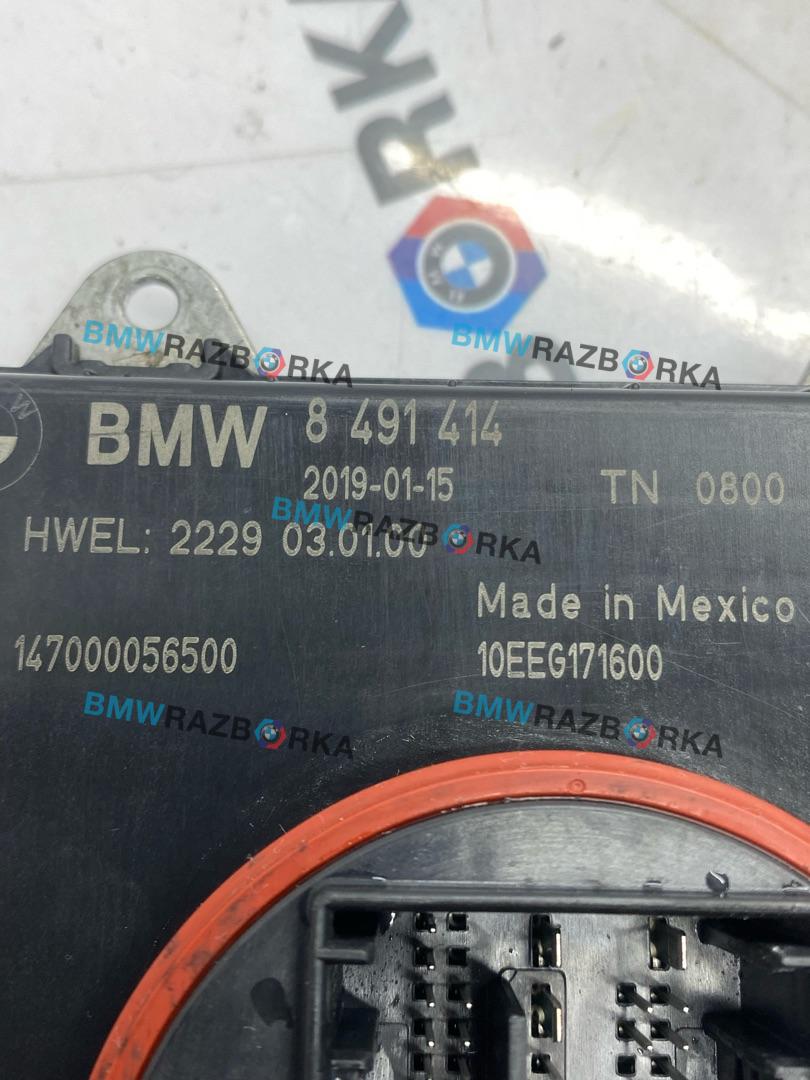 RK
BMWRAZBORKA
BMWRAZBORKA
BMW 8 491 414
2019-01-15 TN 0800
BMWRAZBORKA
HWEL: 2229 03.01.00
Made in Mexico
147000056500 10EEG171600
BMWRAZBORKA
BMWRAZBORKA